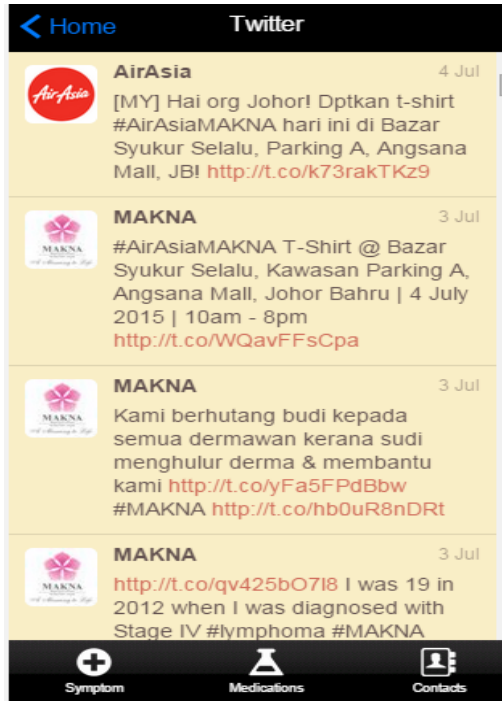 Home
Twitter
AirAsia
4 Jul
AirAsia
[MY] Hai org Johor! Dptkan t-shirt
#AirAsiaMAKNA hari ini di Bazar
Syukur Selalu, Parking A, Angsana
Mall, JB! http://t.co/k73rakTKz9
MAKNA
3 Jul
MAKNA
#AirAsiaMAKNA T-Shirt @ Bazar
Syukur Selalu, Kawasan Parking A,
Angsana Mall, Johor Bahru | 4 July
2015 | 10am - 8pm
http://t.co/WQavFFsCpa
MAKNA
3 Jul
MAKNA
Kami berhutang budi kepada
semua dermawan kerana sudi
menghulur derma & membantu
kami http://t.co/yFa5FPdBbw
#MAKNA http://t.co/hb0uR8nDRt
MAKNA
3 Jul
MAKNA
http://t.co/qv425bO7I8 I was 19 in
2012 when I was diagnosed with
Stage IV #lymphoma #MAKNA
Symptom
Medications
Contacts